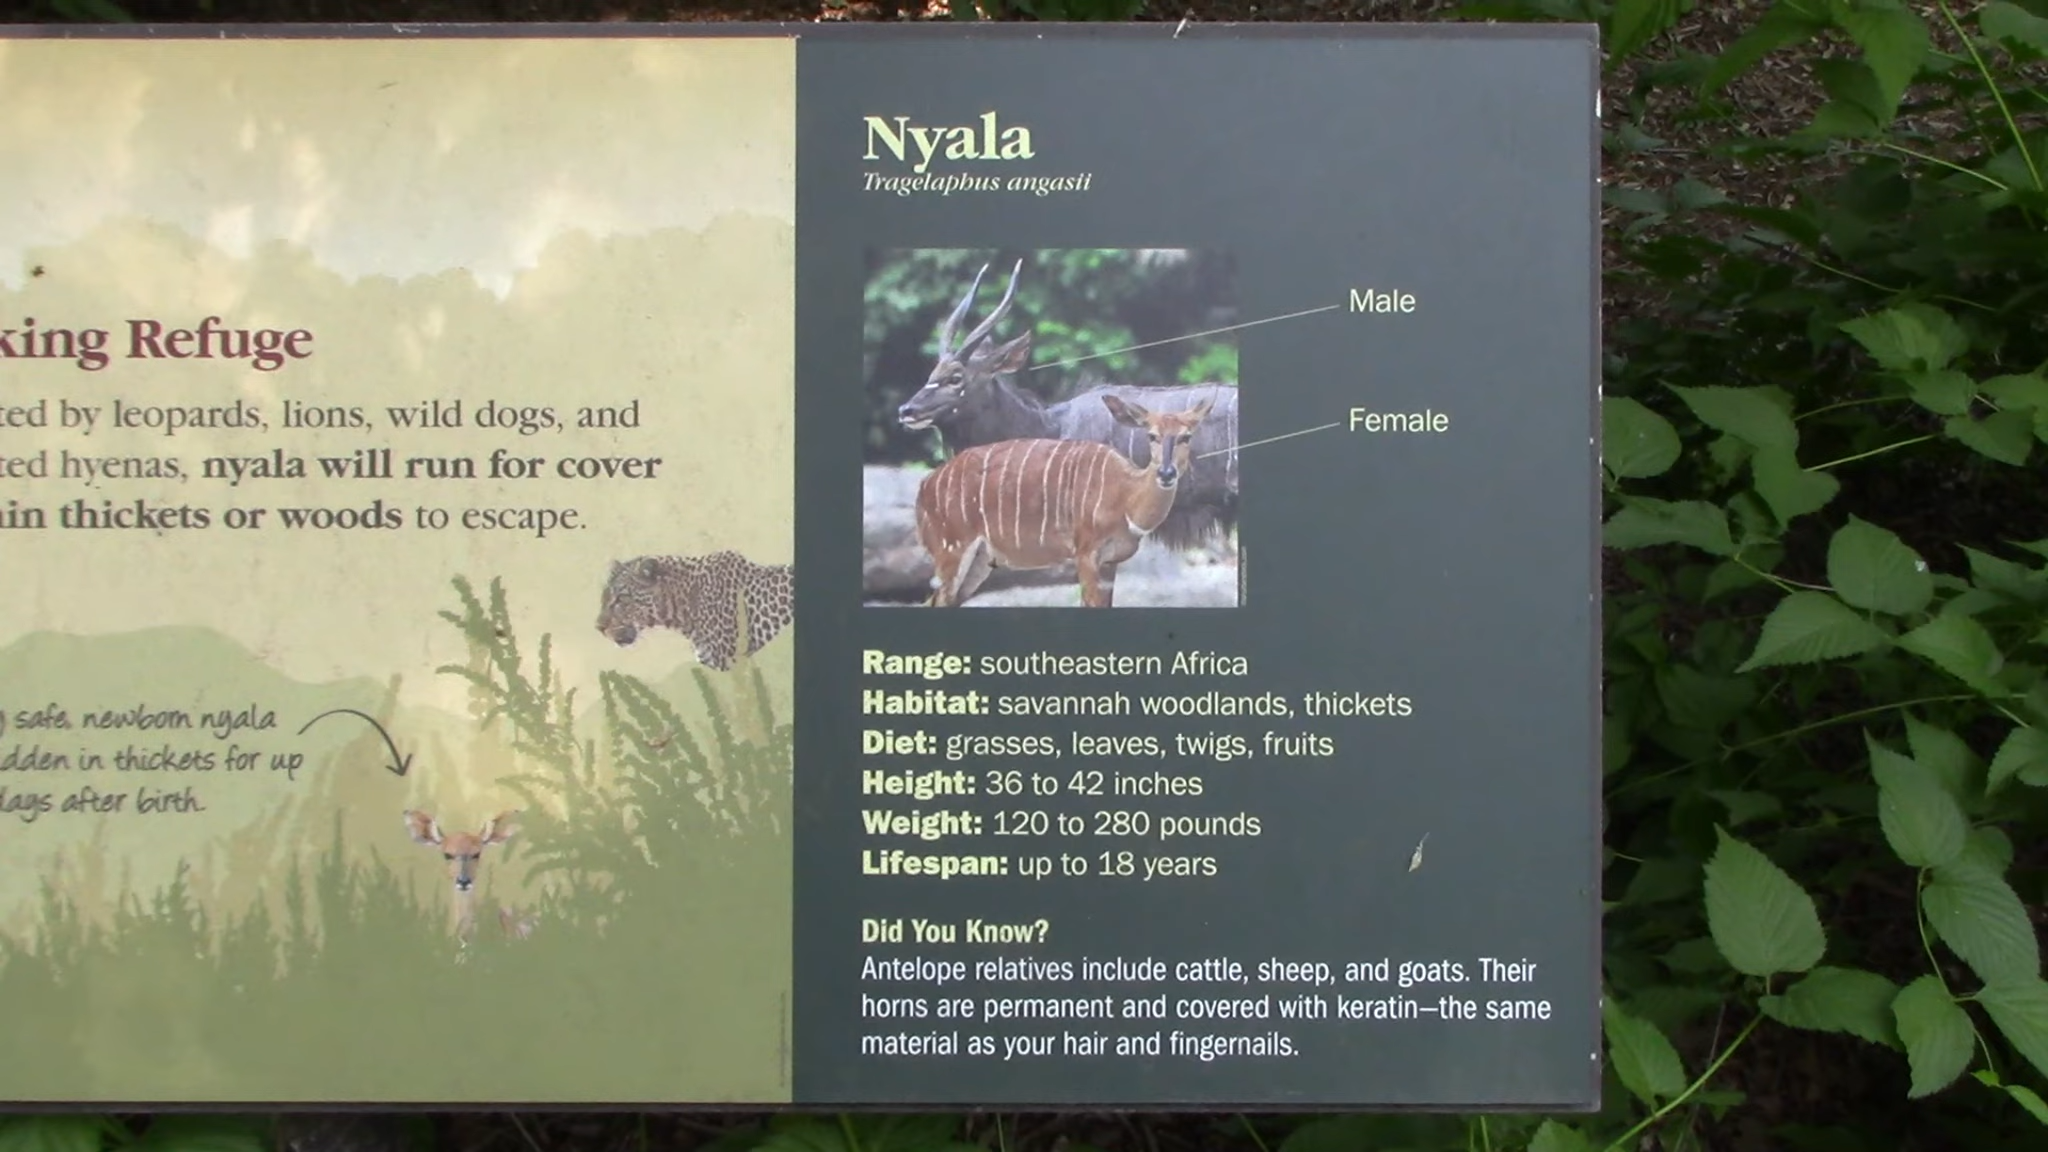 king Refuge
ted by leopards, lions, wild dogs, and
ted hyenas, nyala will run for cover
in thickets or woods to escape.
safe, newborn nyala
dden in thickets for up
days after birth.
Nyala
Tragelaphus angasii
Male
Female
Range: southeastern Africa
Habitat: savannah woodlands, thickets
Diet: grasses, leaves, twigs, fruits
Height: 36 to 42 inches
Weight: 120 to 280 pounds
Lifespan: up to 18 years
Did You Know?
Antelope relatives include cattle, sheep, and goats. Their
horns are permanent and covered with keratin—the same
material as your hair and fingernails.